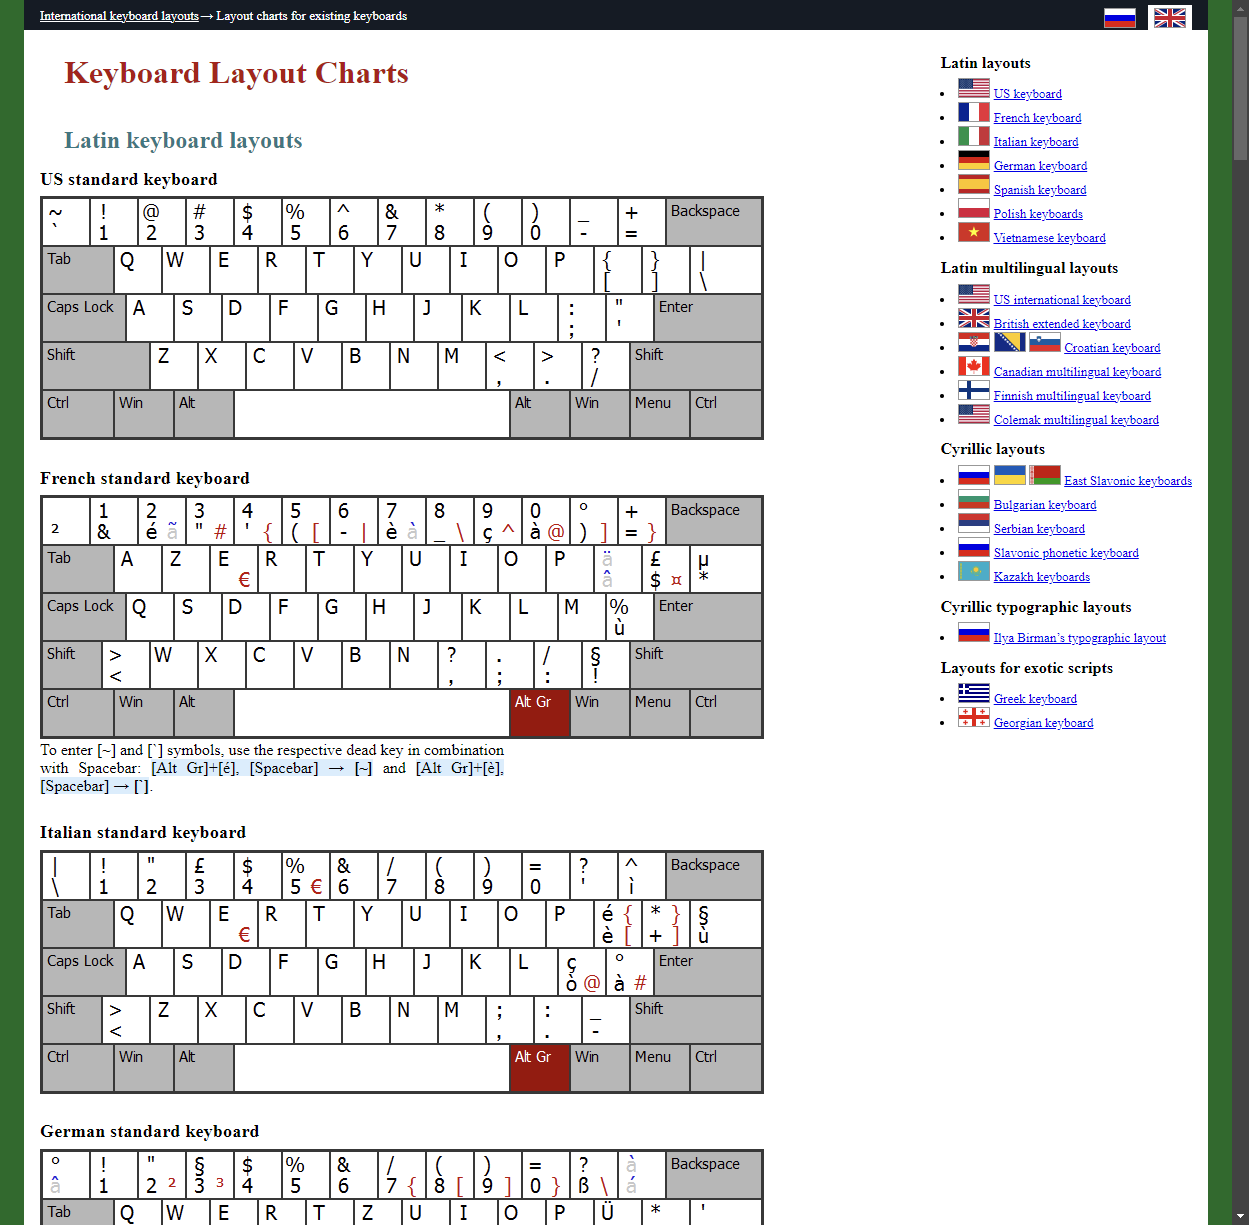 International keyboard layouts → Layout charts for existing keyboards
Keyboard Layout Charts
Latin keyboard layouts
US standard keyboard
~ ! @ # $ % ^ & * ( ) _ + Backspace
` 1 2 3 4 5 6 7 8 9 0 - =
Tab Q W E R T Y U I O P { } |
[ ] \
Caps Lock A S D F G H J K L : " Enter
; '
Shift Z X C V B N M < > ? Shift
, . /
Ctrl Win Alt Alt Win Menu Ctrl
French standard keyboard
1 2 3 4 5 6 7 8 9 0 ° + Backspace
² & é ã " # ' { ( [ - | è à _ \ ç ^ à @ ) ] = }
Tab A Z E R T Y U I O P ä £ µ
€ â $ ¤ *
Caps Lock Q S D F G H J K L M % Enter
ù
Shift > W X C V B N ? . / § Shift
< , ; : !
Ctrl Win Alt Alt Gr Win Menu Ctrl
To enter [~] and [`] symbols, use the respective dead key in combination
with Spacebar: [Alt Gr]+[é], [Spacebar] → [~] and [Alt Gr]+[è],
[Spacebar] → [`].
Italian standard keyboard
| ! " £ $ % & / ( ) = ? ^ Backspace
\ 1 2 3 4 5 € 6 7 8 9 0 ' ì
Tab Q W E R T Y U I O P é { * } §
€ è [ + ] ù
Caps Lock A S D F G H J K L ç ° Enter
ò @ à #
Shift > Z X C V B N M ; : _ Shift
< , . -
Ctrl Win Alt Alt Gr Win Menu Ctrl
German standard keyboard
° ! " § $ % & / ( ) = ? à Backspace
â 1 2 ² 3 ³ 4 5 6 7 { 8 [ 9 ] 0 } ß \ á
Tab Q W E R T Z U I O P Ü * '
Latin layouts
US keyboard
French keyboard
Italian keyboard
German keyboard
Spanish keyboard
Polish keyboards
Vietnamese keyboard
Latin multilingual layouts
US international keyboard
British extended keyboard
Croatian keyboard
Canadian multilingual keyboard
Finnish multilingual keyboard
Colemak multilingual keyboard
Cyrillic layouts
East Slavonic keyboards
Bulgarian keyboard
Serbian keyboard
Slavonic phonetic keyboard
Kazakh keyboards
Cyrillic typographic layouts
Ilya Birman’s typographic layout
Layouts for exotic scripts
Greek keyboard
Georgian keyboard